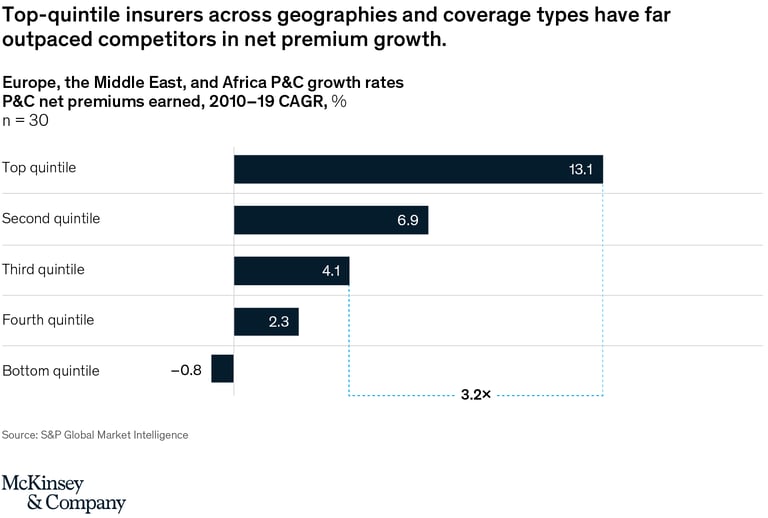 Top-quintile insurers across geographies and coverage types have far
outpaced competitors in net premium growth.
Europe, the Middle East, and Africa P&C growth rates
P&C net premiums earned, 2010–19 CAGR, %
n = 30
Top quintile
13.1
Second quintile
6.9
Third quintile
4.1
Fourth quintile
2.3
Bottom quintile
−0.8
3.2×
Source: S&P Global Market Intelligence
McKinsey
& Company